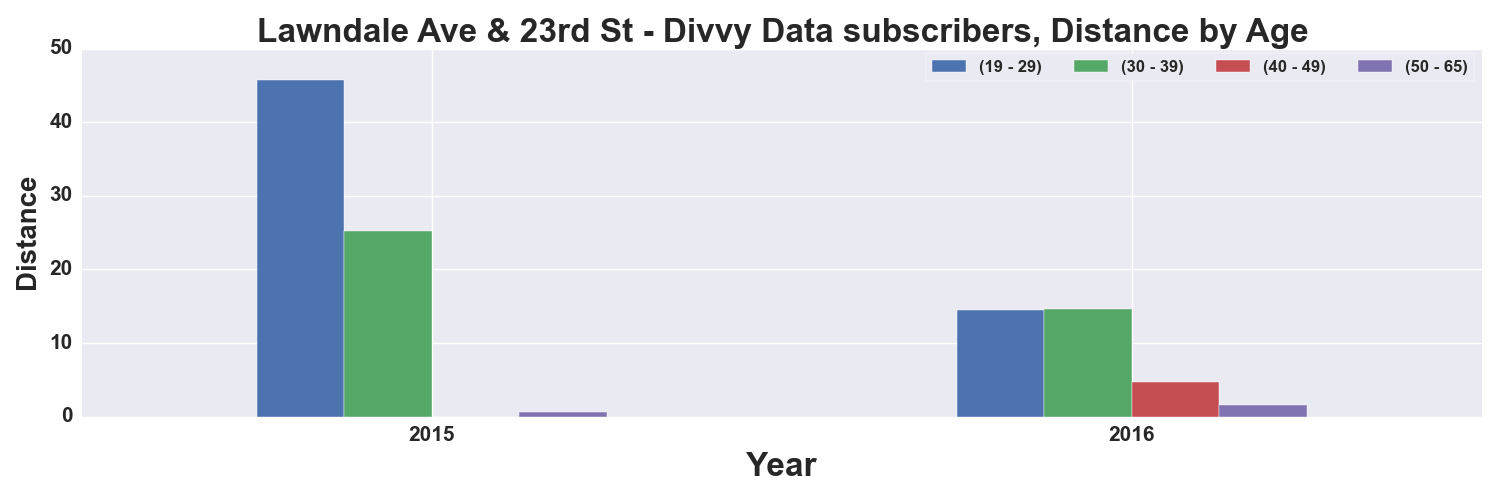 Lawndale Ave & 23rd St - Divvy Data subscribers, Distance by Age
(19 - 29) (30 - 39) (40 - 49) (50 - 65)
50
40
30
20
10
0
Distance
2015 2016
Year